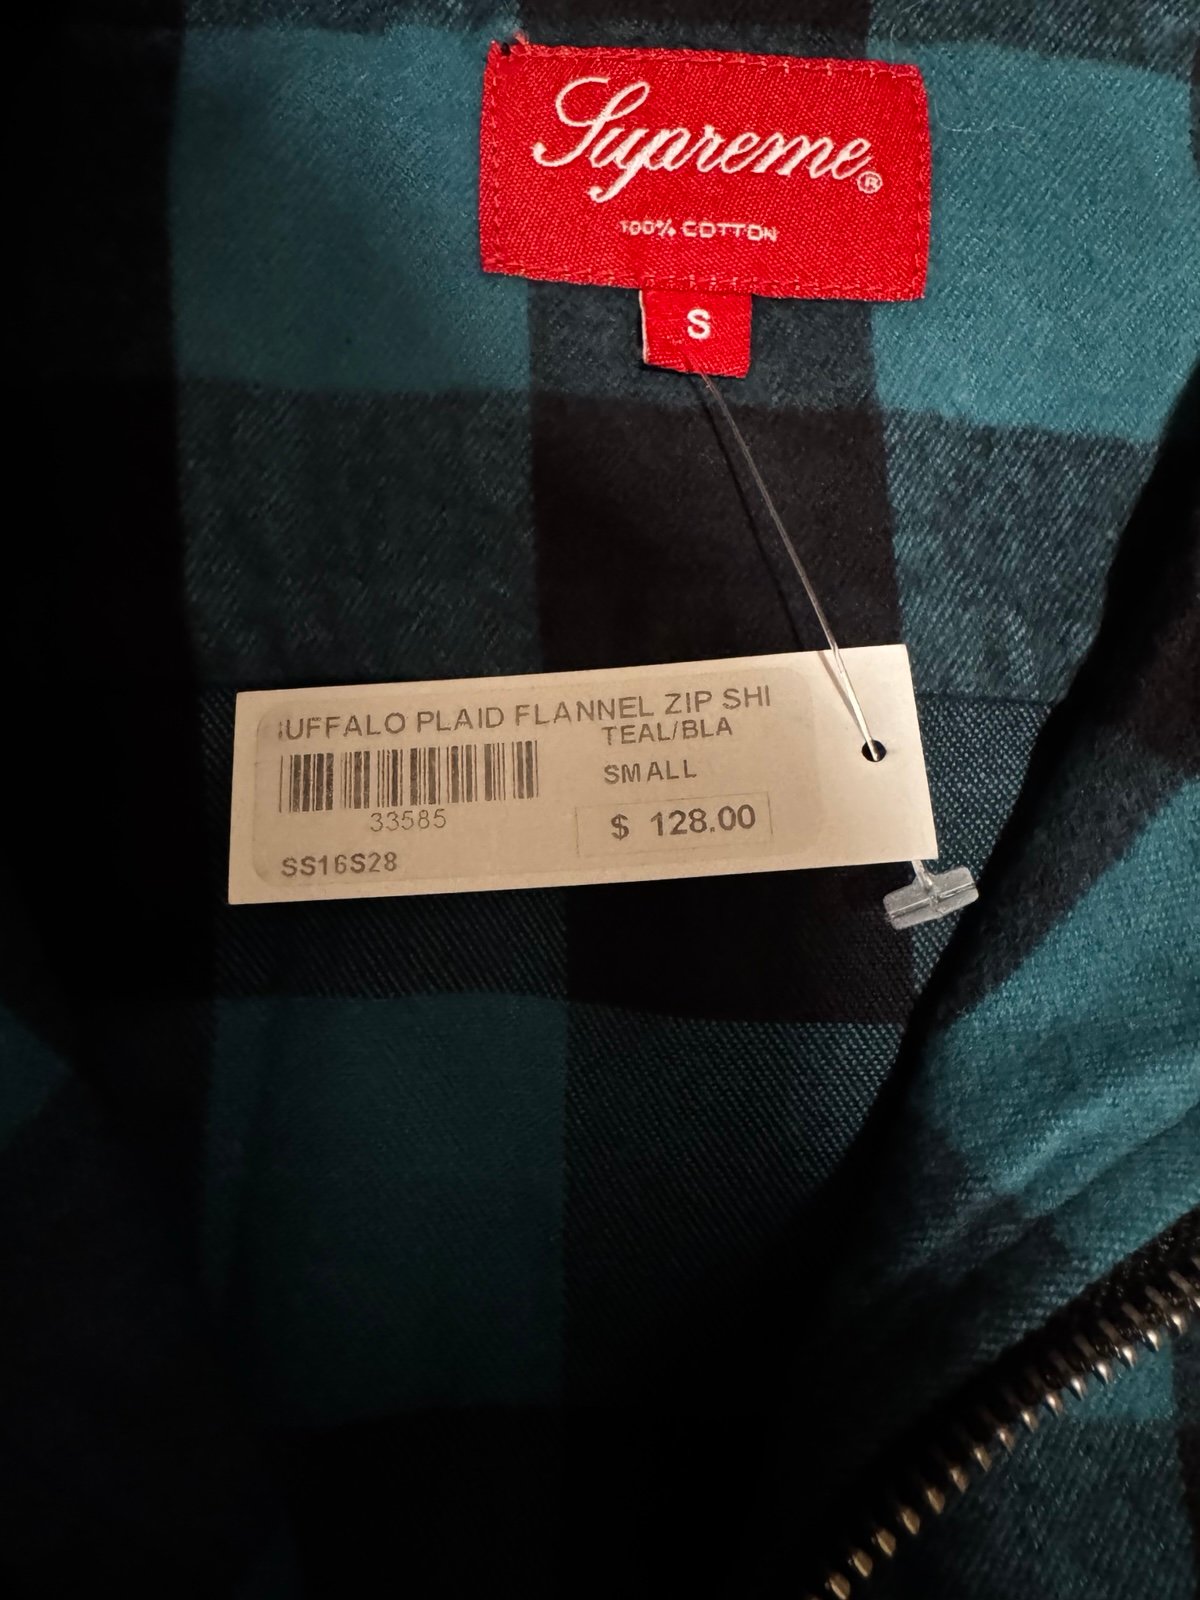 Supreme®
100% COTTON
S
UFFALO PLAID FLANNEL ZIP SHI
TEAL/BLA
SMALL
33585
$ 128.00
SS16S28